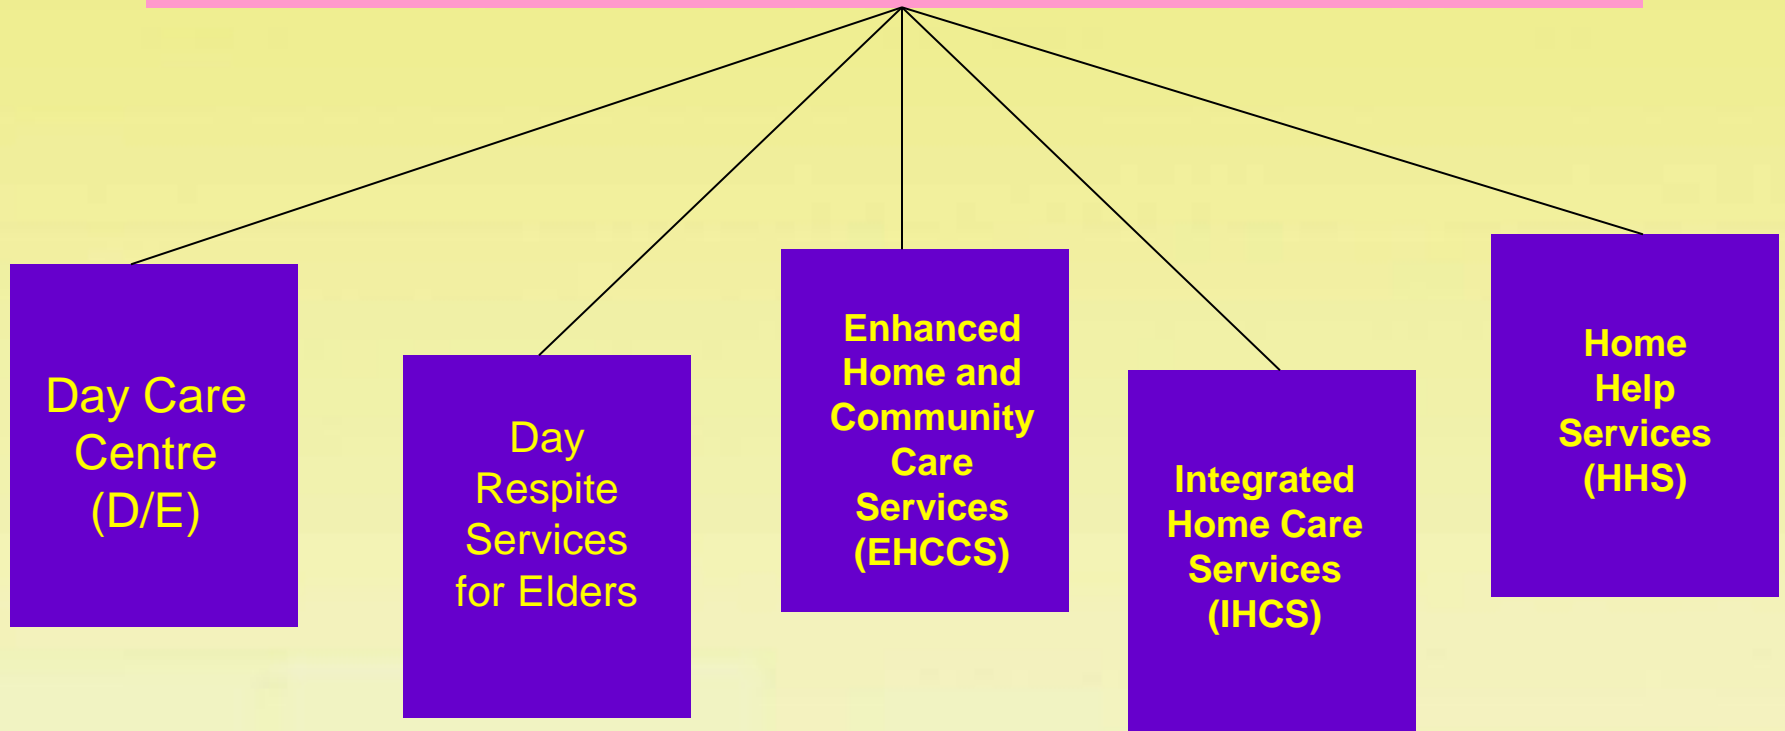 Day Care
Centre
(D/E)
Day
Respite
Services
for Elders
Enhanced
Home and
Community
Care
Services
(EHCCS)
Integrated
Home Care
Services
(IHCS)
Home
Help
Services
(HHS)